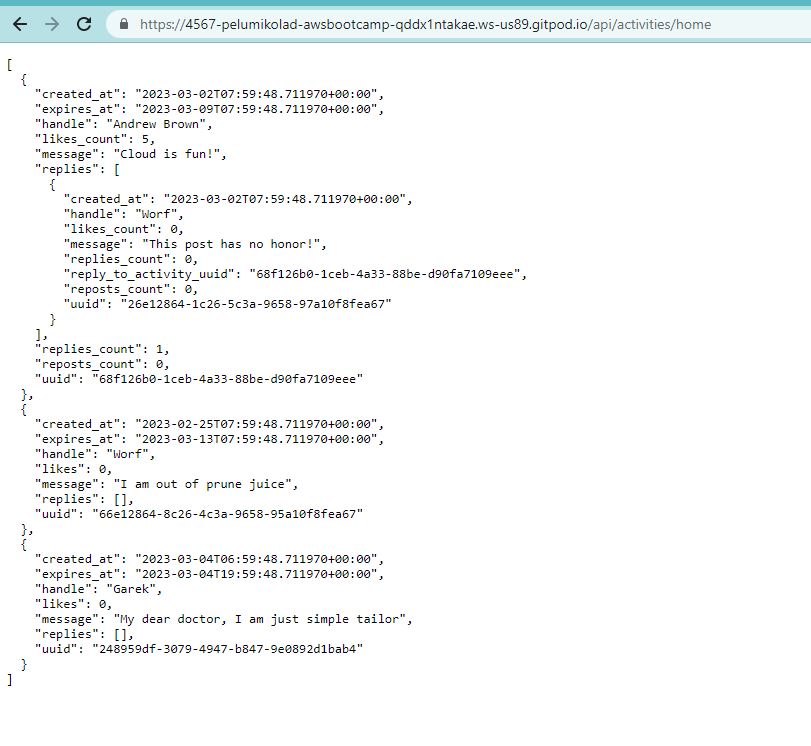 https://4567-pelumikolad-awsbootcamp-qddx1ntakae.ws-us89.gitpod.io/api/activities/home
[
  {
    "created_at": "2023-03-02T07:59:48.711970+00:00",
    "expires_at": "2023-03-09T07:59:48.711970+00:00",
    "handle": "Andrew Brown",
    "likes_count": 5,
    "message": "Cloud is fun!",
    "replies": [
      {
        "created_at": "2023-03-02T07:59:48.711970+00:00",
        "handle": "Worf",
        "likes_count": 0,
        "message": "This post has no honor!",
        "replies_count": 0,
        "reply_to_activity_uuid": "68f126b0-1ceb-4a33-88be-d90fa7109eee",
        "reposts_count": 0,
        "uuid": "26e12864-1c26-5c3a-9658-97a10f8fea67"
      }
    ],
    "replies_count": 1,
    "reposts_count": 0,
    "uuid": "68f126b0-1ceb-4a33-88be-d90fa7109eee"
  },
  {
    "created_at": "2023-02-25T07:59:48.711970+00:00",
    "expires_at": "2023-03-13T07:59:48.711970+00:00",
    "handle": "Worf",
    "likes": 0,
    "message": "I am out of prune juice",
    "replies": [],
    "uuid": "66e12864-8c26-4c3a-9658-95a10f8fea67"
  },
  {
    "created_at": "2023-03-04T06:59:48.711970+00:00",
    "expires_at": "2023-03-04T19:59:48.711970+00:00",
    "handle": "Garek",
    "likes": 0,
    "message": "My dear doctor, I am just simple tailor",
    "replies": [],
    "uuid": "248959df-3079-4947-b847-9e0892d1bab4"
  }
]